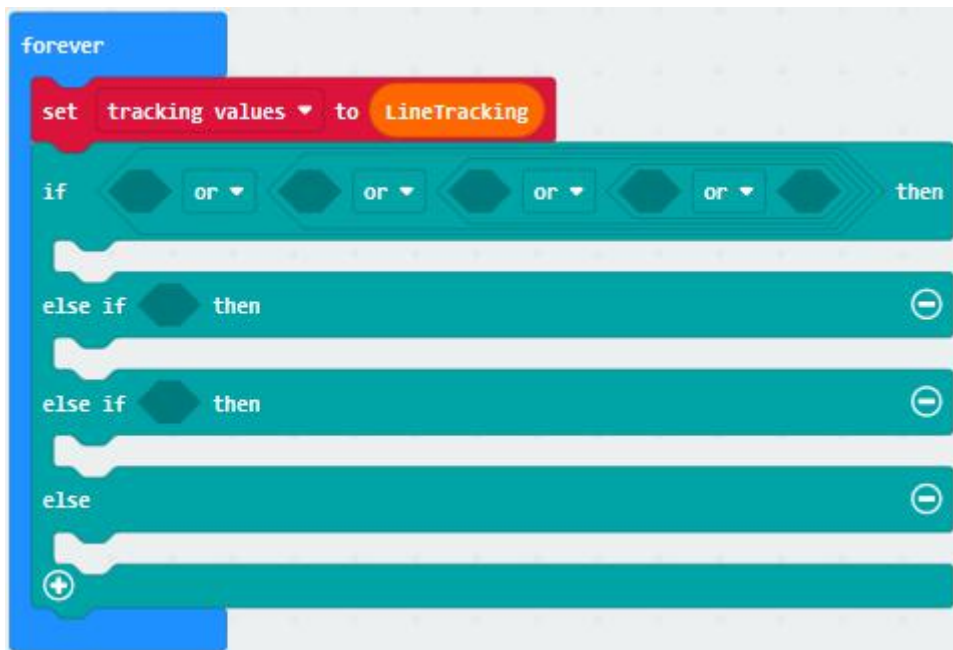 forever
set tracking values to LineTracking
if or or or or then
else if then
else if then
else